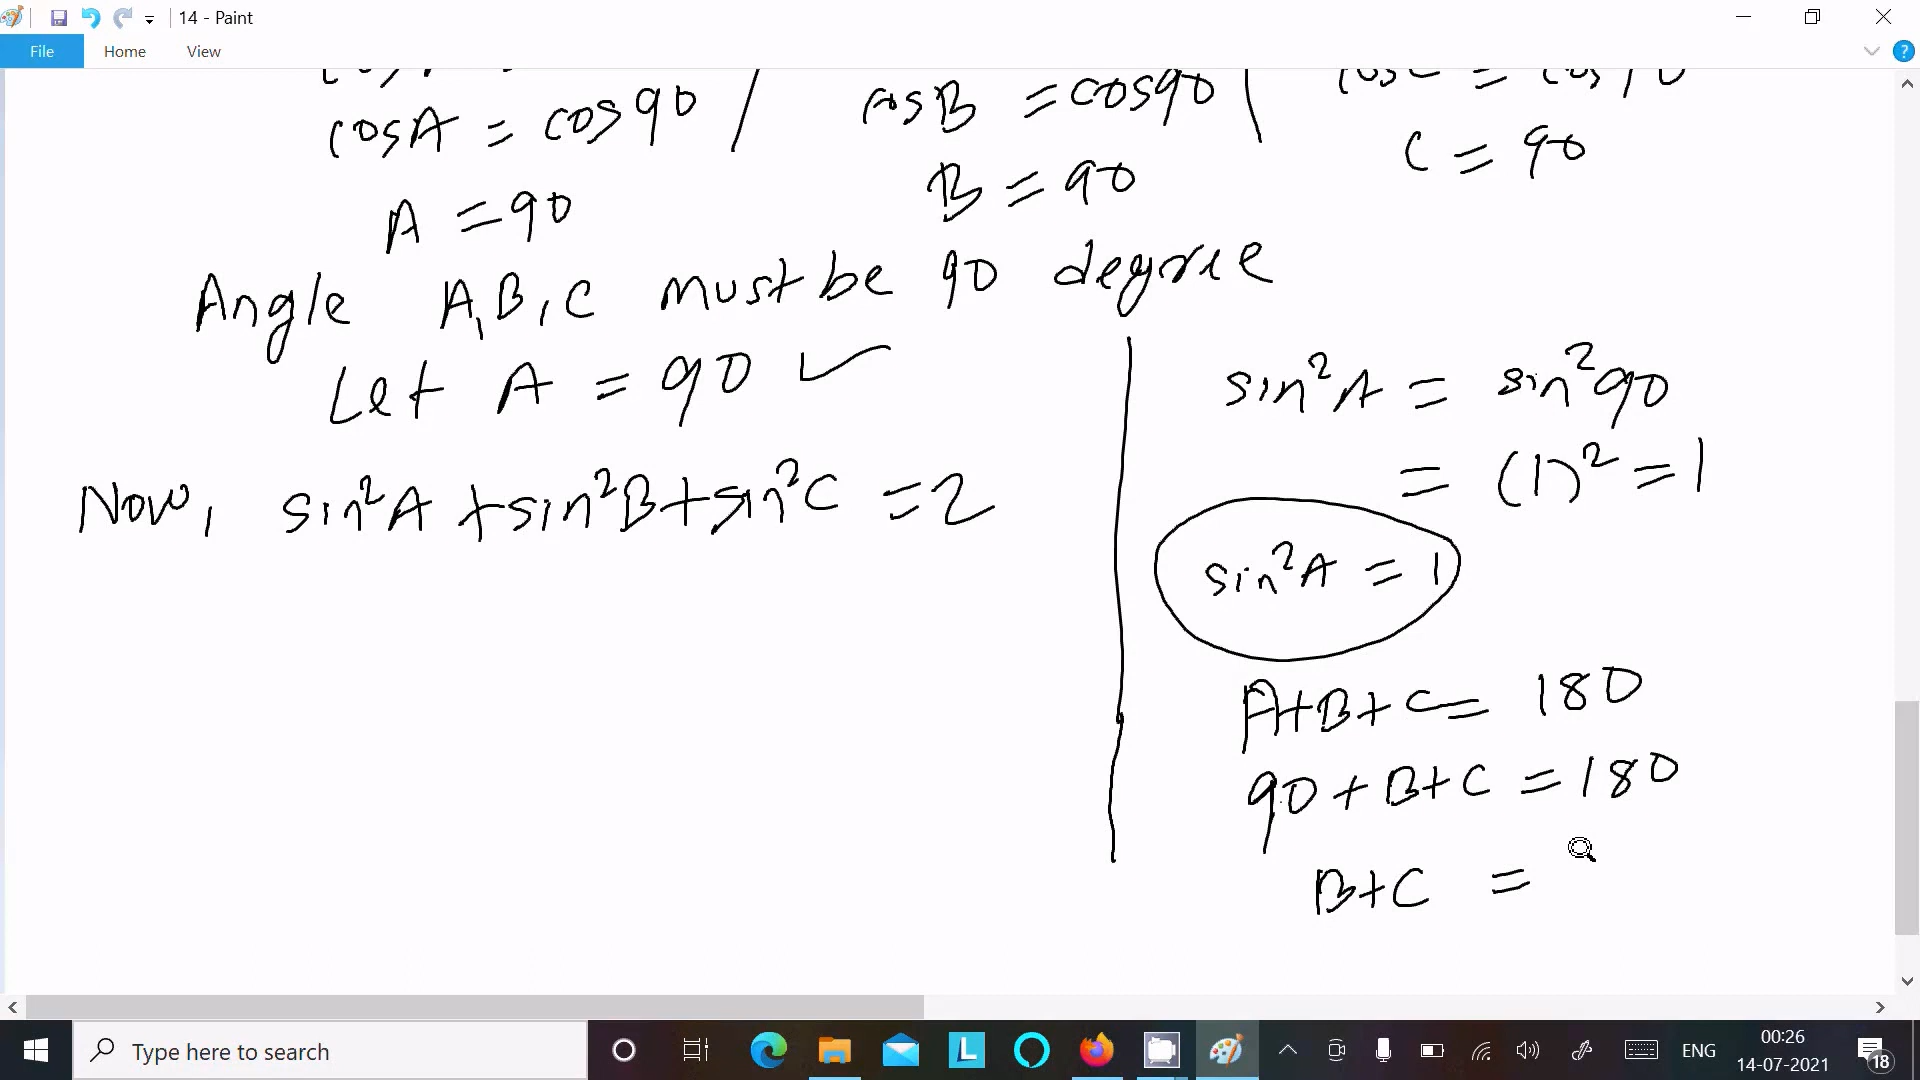 14 - Paint
File Home View
cosA = cos90 / cosB = cos90 | cosC = cos90
A = 90 B = 90 C = 90
Angle A, B, C must be 90 degree
Let A = 90 ✓
Now, sin²A + sin²B + sin²C = 2
sin²A = sin²90
= (1)² = 1
sin²A = 1
A+B+C = 180
90 + B+C = 180
B+C =
Type here to search
L
ENG
00:26
14-07-2021
18